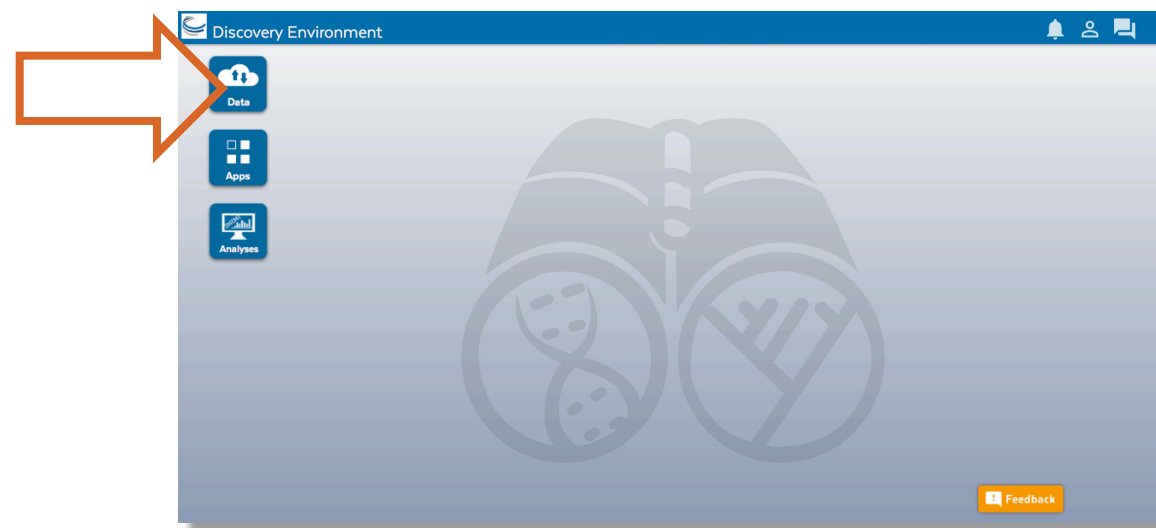 Discovery Environment
Data
Apps
Analyses
Feedback